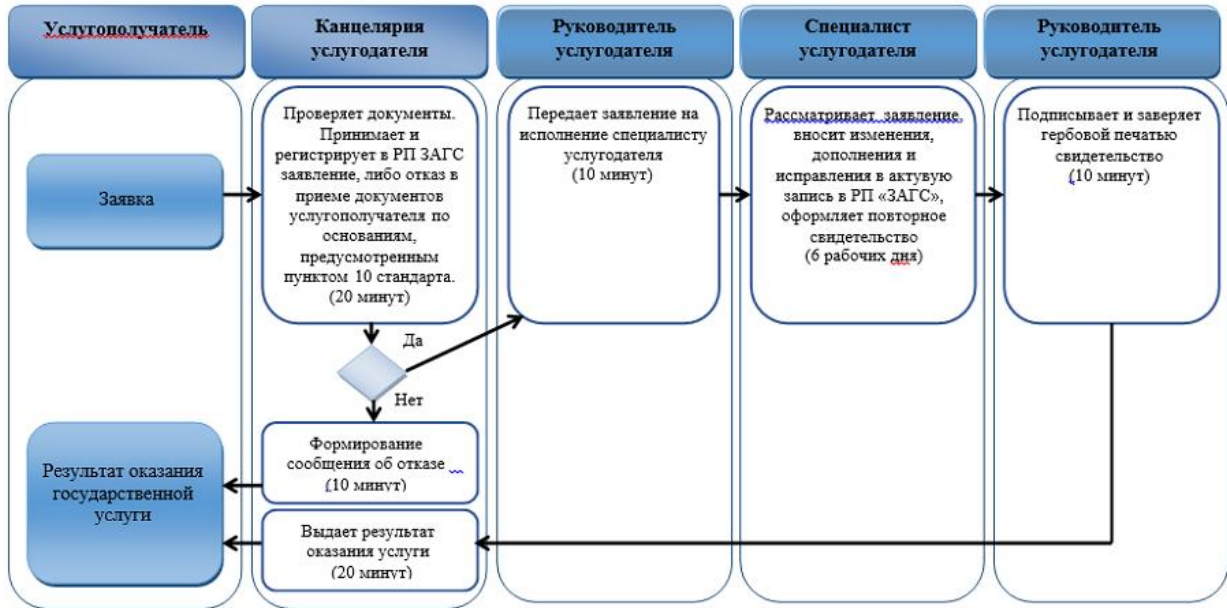 Услугополучатель
Канцелярия
услугодателя
Руководитель
услугодателя
Специалист
услугодателя
Руководитель
услугодателя
Заявка
Проверяет документы.
Принимает и
регистрирует в РП ЗАГС
заявление, либо отказ в
приеме документов
услугополучателя по
основаниям,
предусмотренным
пунктом 10 стандарта.
(20 минут)
Передает заявление на
исполнение специалисту
услугодателя
(10 минут)
Рассматривает заявление,
вносит изменения,
дополнения и
исправления в актувую
запись в РП «ЗАГС»,
оформляет повторное
свидетельство
(6 рабочих дня)
Подписывает и заверяет
гербовой печатью
свидетельство
(10 минут)
Да
Нет
Формирование
сообщения об отказе
(10 минут)
Результат оказания
государственной
услуги
Выдает результат
оказания услуги
(20 минут)